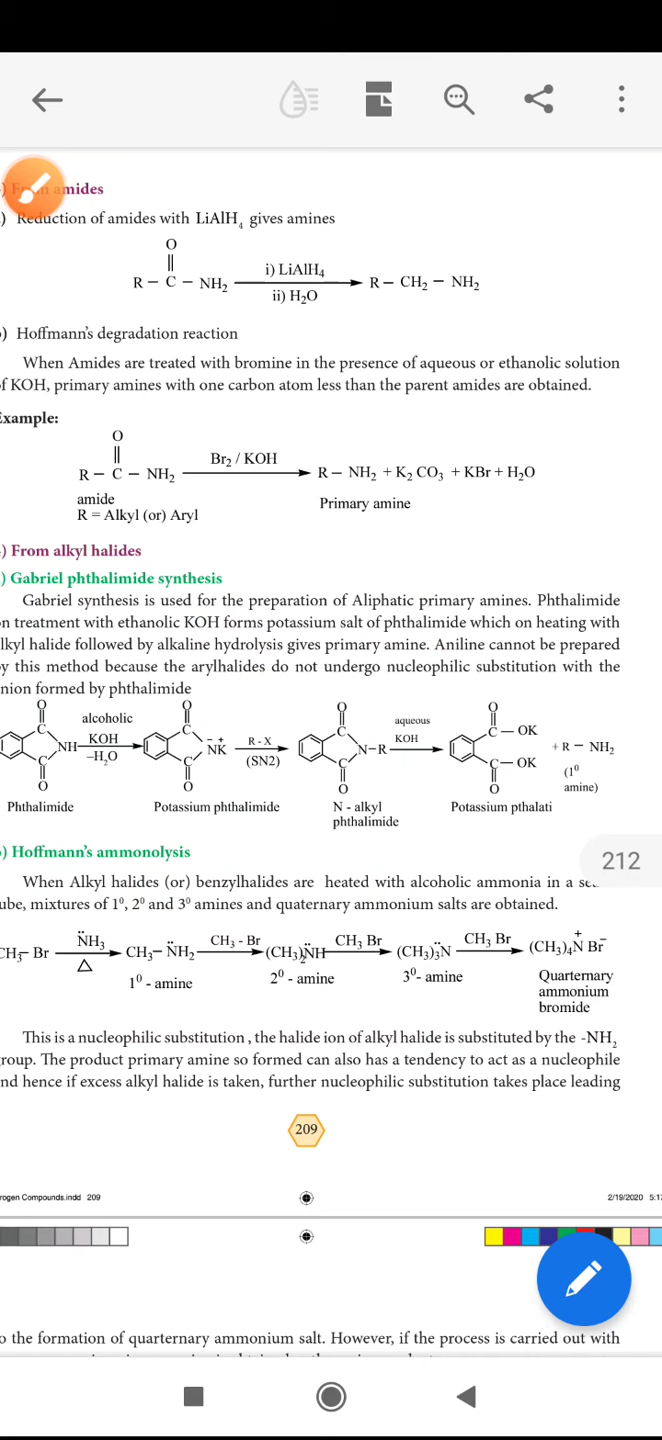 ) From amides
) Reduction of amides with LiAlH4 gives amines
O
||
R − C − NH2 i) LiAlH4 R − CH2 − NH2
ii) H2O
) Hoffmann's degradation reaction
When Amides are treated with bromine in the presence of aqueous or ethanolic solution
of KOH, primary amines with one carbon atom less than the parent amides are obtained.
Example:
O
||
R − C − NH2 Br2 / KOH R − NH2 + K2 CO3 + KBr + H2O
amide Primary amine
R = Alkyl (or) Aryl
) From alkyl halides
) Gabriel phthalimide synthesis
Gabriel synthesis is used for the preparation of Aliphatic primary amines. Phthalimide
on treatment with ethanolic KOH forms potassium salt of phthalimide which on heating with
lkyl halide followed by alkaline hydrolysis gives primary amine. Aniline cannot be prepared
y this method because the arylhalides do not undergo nucleophilic substitution with the
nion formed by phthalimide
O O O O
C alcoholic C C aqueous C − OK
NH KOH − + NK R - X N−R KOH + R − NH2
−H2O (SN2) (1⁰ amine)
C C C C − OK
O O O O
Phthalimide Potassium phthalimide N - alkyl phthalimide Potassium pthalati
) Hoffmann's ammonolysis
212
When Alkyl halides (or) benzylhalides are heated with alcoholic ammonia in a
ube, mixtures of 1⁰, 2⁰ and 3⁰ amines and quaternary ammonium salts are obtained.
CH3− Br N̈H3 CH3− N̈H2 CH3 - Br (CH3)2N̈H CH3 Br (CH3)3N̈ CH3 Br (CH3)4N⁺ Br⁻
△
1⁰ - amine 2⁰ - amine 3⁰- amine Quarternary
ammonium
bromide
This is a nucleophilic substitution , the halide ion of alkyl halide is substituted by the -NH2
group. The product primary amine so formed can also has a tendency to act as a nucleophile
nd hence if excess alkyl halide is taken, further nucleophilic substitution takes place leading
209
rogen Compounds.indd 209 2/19/2020 5:1
o the formation of quarternary ammonium salt. However, if the process is carried out with